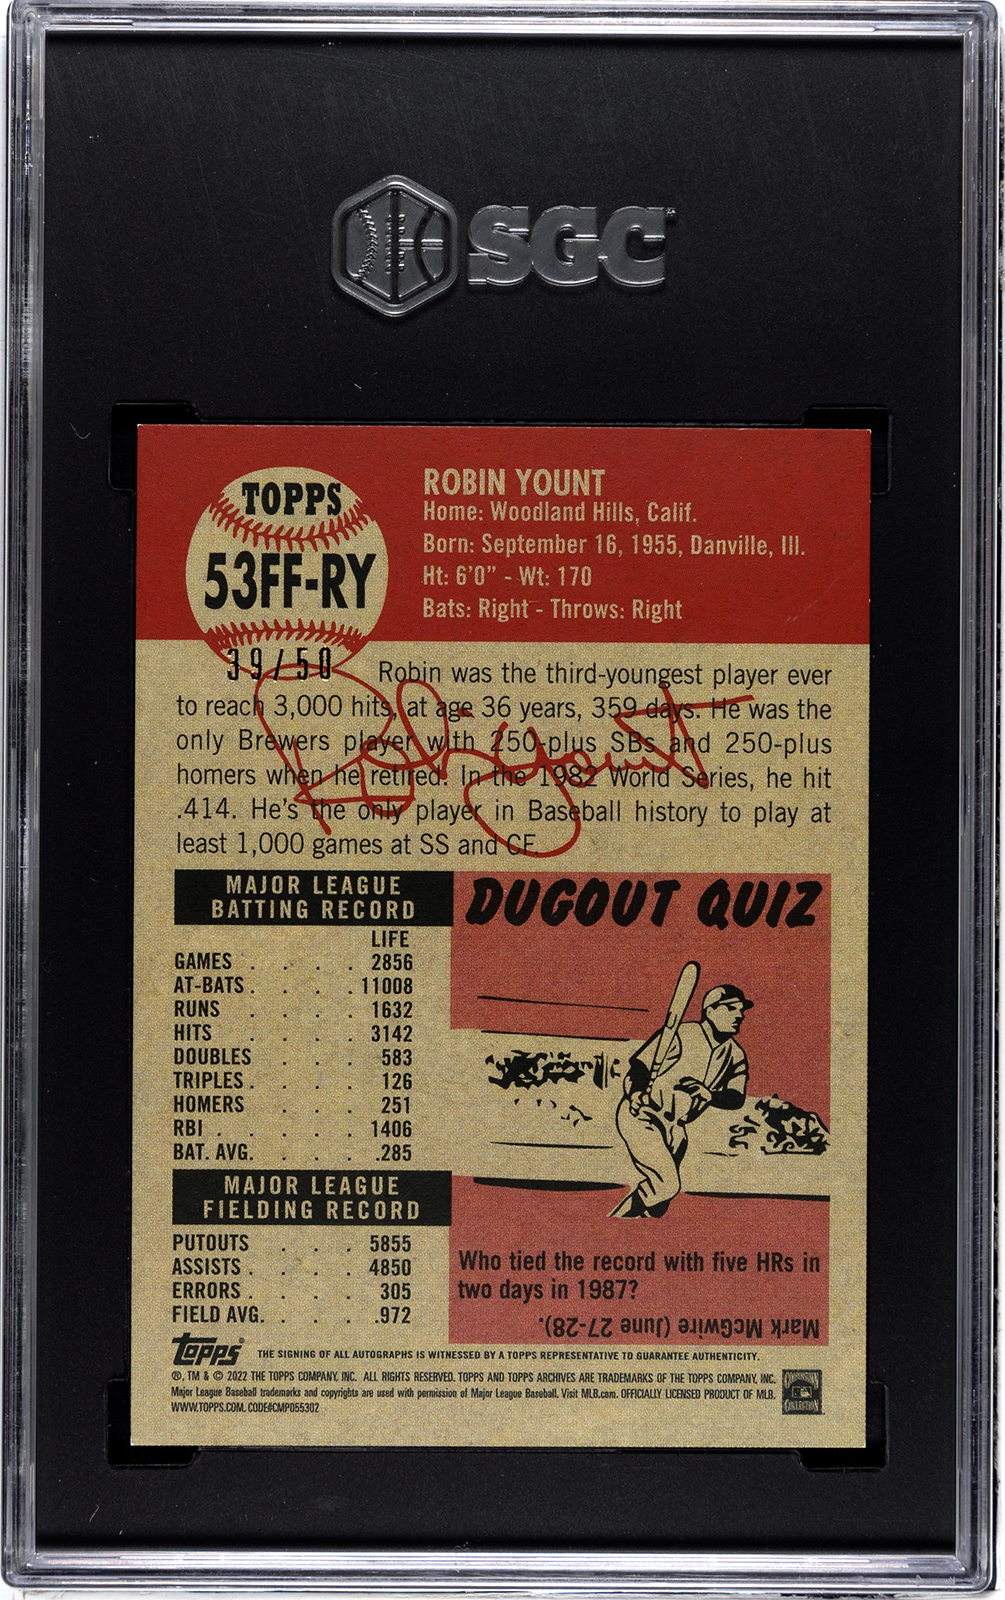 SGC
TOPPS
53FF-RY
39/50
ROBIN YOUNT
Home: Woodland Hills, Calif.
Born: September 16, 1955, Danville, Ill.
Ht: 6'0" - Wt: 170
Bats: Right - Throws: Right
Robin was the third-youngest player ever
to reach 3,000 hits, at age 36 years, 359 days. He was the
only Brewers player with 250-plus SBs and 250-plus
homers when he retired. In the 1982 World Series, he hit
.414. He's the only player in Baseball history to play at
least 1,000 games at SS and CF.
Robin Yount
MAJOR LEAGUE
BATTING RECORD
LIFE
GAMES . . . . 2856
AT-BATS . . . . 11008
RUNS . . . . 1632
HITS . . . . 3142
DOUBLES . . . 583
TRIPLES . . . . 126
HOMERS . . . 251
RBI . . . . . 1406
BAT. AVG. . . . .285
MAJOR LEAGUE
FIELDING RECORD
PUTOUTS . . . 5855
ASSISTS . . . . 4850
ERRORS . . . . 305
FIELD AVG. . . . .972
DUGOUT QUIZ
Who tied the record with five HRs in
two days in 1987?
Mark McGwire (June 27-28).
Topps
THE SIGNING OF ALL AUTOGRAPHS IS WITNESSED BY A TOPPS REPRESENTATIVE TO GUARANTEE AUTHENTICITY.
®, TM & © 2022 THE TOPPS COMPANY, INC. ALL RIGHTS RESERVED. TOPPS AND TOPPS ARCHIVES ARE TRADEMARKS OF THE TOPPS COMPANY, INC.
Major League Baseball trademarks and copyrights are used with permission of Major League Baseball. Visit MLB.com. OFFICIALLY LICENSED PRODUCT OF MLB.
WWW.TOPPS.COM. CODE#CMP055302